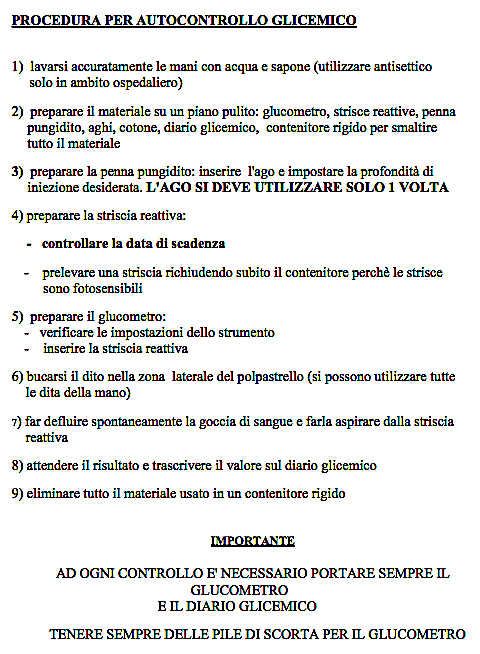 PROCEDURA PER AUTOCONTROLLO GLICEMICO
1) lavarsi accuratamente le mani con acqua e sapone (utilizzare antisettico
solo in ambito ospedaliero)
2) preparare il materiale su un piano pulito: glucometro, strisce reattive, penna
pungidito, aghi, cotone, diario glicemico, contenitore rigido per smaltire
tutto il materiale
3) preparare la penna pungidito: inserire l'ago e impostare la profondità di
iniezione desiderata. L'AGO SI DEVE UTILIZZARE SOLO 1 VOLTA
4) preparare la striscia reattiva:
- controllare la data di scadenza
- prelevare una striscia richiudendo subito il contenitore perchè le strisce
sono fotosensibili
5) preparare il glucometro:
- verificare le impostazioni dello strumento
- inserire la striscia reattiva
6) bucarsi il dito nella zona laterale del polpastrello (si possono utilizzare tutte
le dita della mano)
7) far defluire spontaneamente la goccia di sangue e farla aspirare dalla striscia
reattiva
8) attendere il risultato e trascrivere il valore sul diario glicemico
9) eliminare tutto il materiale usato in un contenitore rigido
IMPORTANTE
AD OGNI CONTROLLO E' NECESSARIO PORTARE SEMPRE IL
GLUCOMETRO
E IL DIARIO GLICEMICO
TENERE SEMPRE DELLE PILE DI SCORTA PER IL GLUCOMETRO